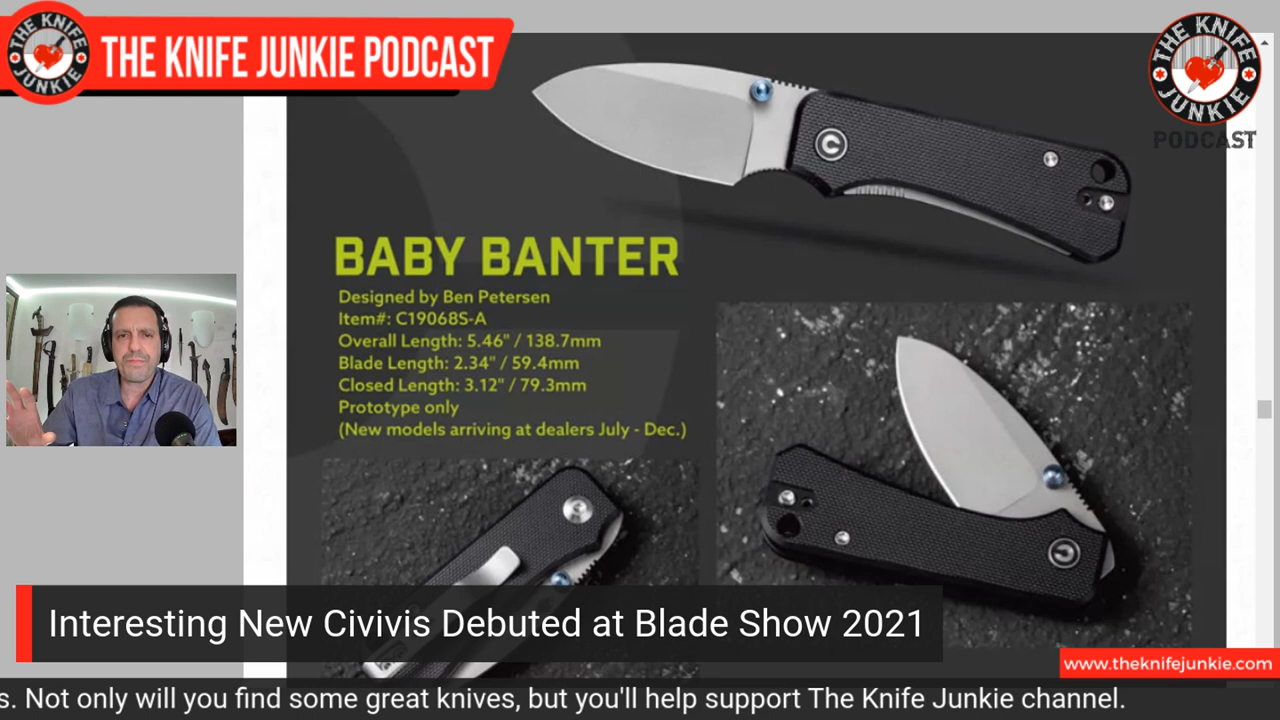 THE KNIFE
JUNKIE
THE KNIFE JUNKIE PODCAST
THE KNIFE
JUNKIE
PODCAST
BABY BANTER
Designed by Ben Petersen
Item#: C19068S-A
Overall Length: 5.46" / 138.7mm
Blade Length: 2.34" / 59.4mm
Closed Length: 3.12" / 79.3mm
Prototype only
(New models arriving at dealers July - Dec.)
Interesting New Civivis Debuted at Blade Show 2021
www.theknifejunkie.com
s. Not only will you find some great knives, but you'll help support The Knife Junkie channel.